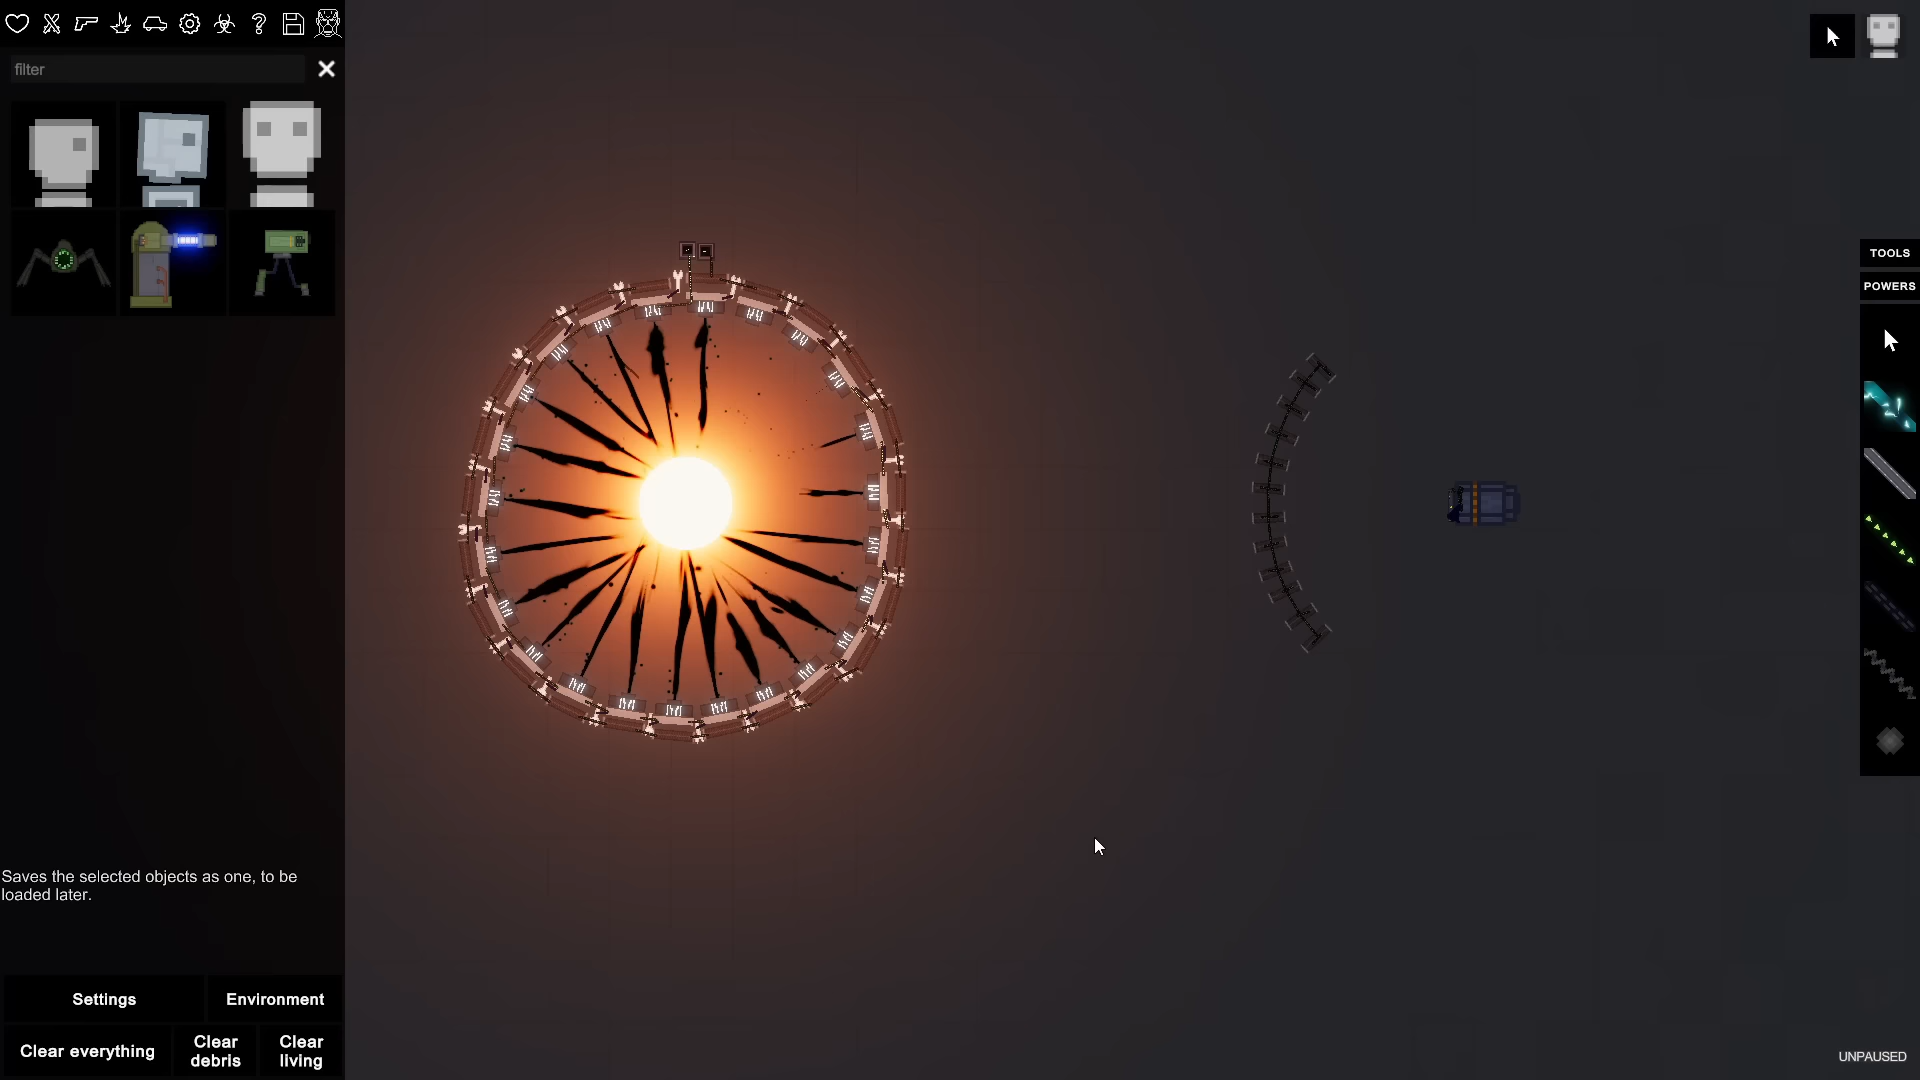 filter
TOOLS
POWERS
Saves the selected objects as one, to be
loaded later.
Settings
Environment
Clear everything
Clear
debris
Clear
living
UNPAUSED